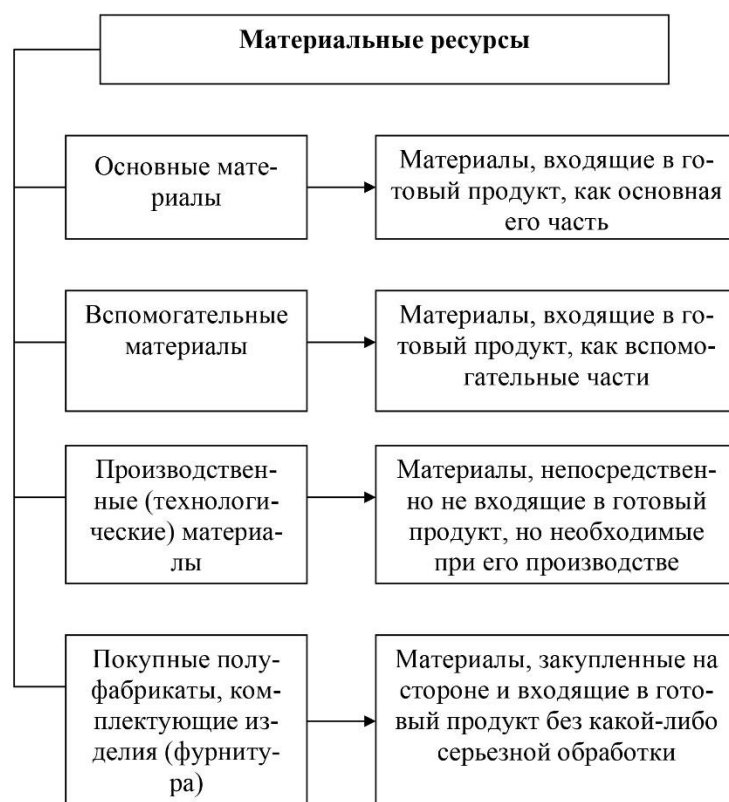 Материальные ресурсы
Основные мате-
риалы
Материалы, входящие в го-
товый продукт, как основная
его часть
Вспомогательные
материалы
Материалы, входящие в го-
товый продукт, как вспомо-
гательные части
Производствен-
ные (технологи-
ческие) материа-
лы
Материалы, непосредствен-
но не входящие в готовый
продукт, но необходимые
при его производстве
Покупные полу-
фабрикаты, ком-
плектующие из-
делия (фурниту-
ра)
Материалы, закупленные на
стороне и входящие в гото-
вый продукт без какой-либо
серьезной обработки